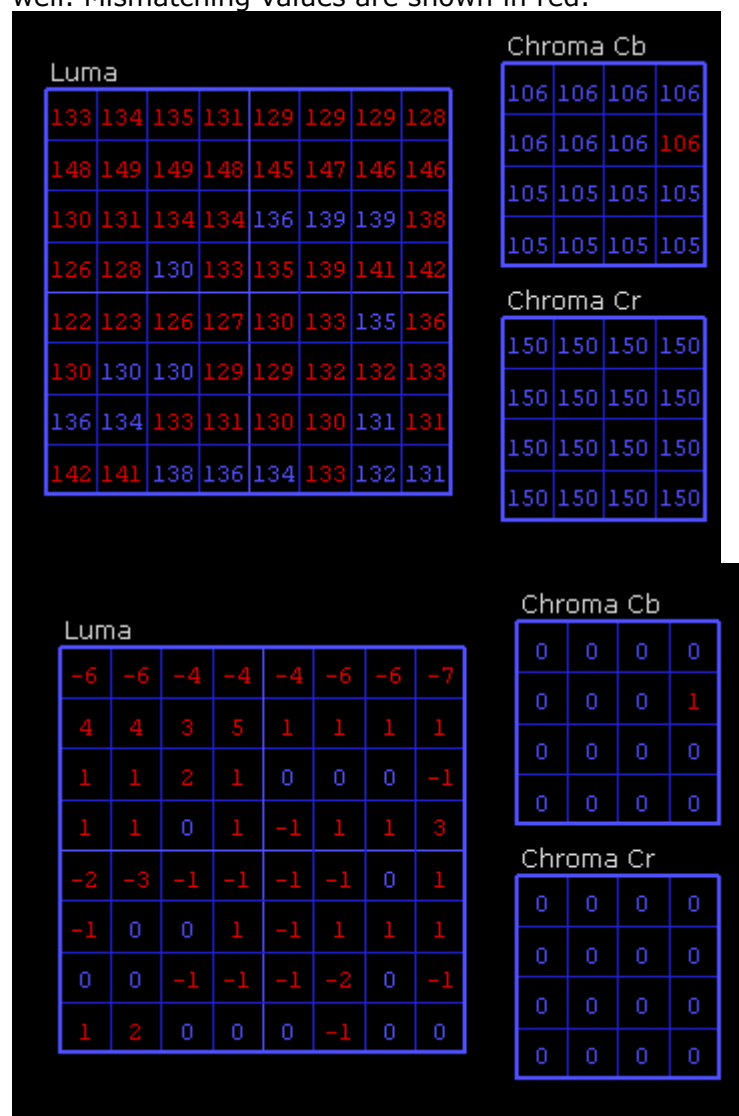 well. Mismatching values are shown in red.
Luma
133 134 135 131 129 129 129 128
148 149 149 148 145 147 146 146
130 131 134 134 136 139 139 138
126 128 130 133 135 139 141 142
122 123 126 127 130 133 135 136
130 130 130 129 129 132 132 133
136 134 133 131 130 130 131 131
142 141 138 136 134 133 132 131
Chroma Cb
106 106 106 106
106 106 106 106
105 105 105 105
105 105 105 105
Chroma Cr
150 150 150 150
150 150 150 150
150 150 150 150
150 150 150 150
Luma
-6 -6 -4 -4 -4 -6 -6 -7
4 4 3 5 1 1 1 1
1 1 2 1 0 0 0 -1
1 1 0 1 -1 1 1 3
-2 -3 -1 -1 -1 -1 0 1
-1 0 0 1 -1 1 1 1
0 0 -1 -1 -1 -2 0 -1
1 2 0 0 0 -1 0 0
Chroma Cb
0 0 0 0
0 0 0 1
0 0 0 0
0 0 0 0
Chroma Cr
0 0 0 0
0 0 0 0
0 0 0 0
0 0 0 0